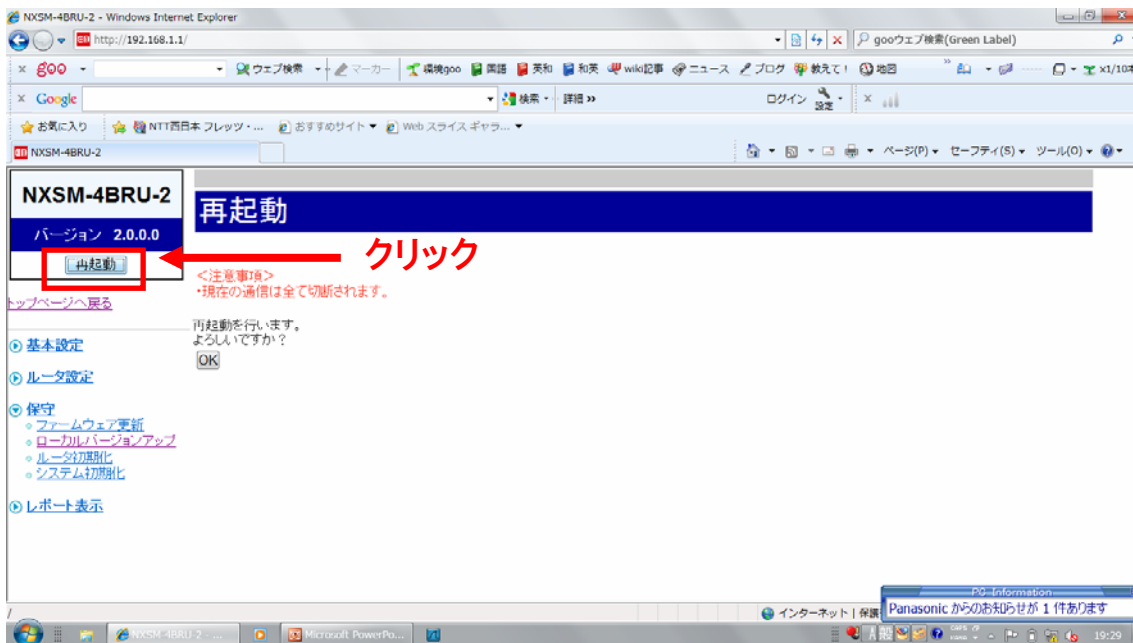 NXSM-4BRU-2 - Windows Internet Explorer
http://192.168.1.1/
gooウェブ検索(Green Label)
goo
ウェブ検索
マーカー
環境goo
国語
英和
和英
wiki記事
ニュース
ブログ
教えて!
地図
x1/10ﾎ
Google
検索
詳細 »
ログイン
設定
お気に入り
NTT西日本 フレッツ・...
おすすめサイト
Web スライス ギャラ...
NXSM-4BRU-2
ページ(P)
セーフティ(S)
ツール(O)
NXSM-4BRU-2
バージョン 2.0.0.0
再起動
トップページへ戻る
基本設定
ルータ設定
保守
ファームウェア更新
ローカルバージョンアップ
ルータ初期化
システム初期化
レポート表示
再起動
クリック
<注意事項>
・現在の通信は全て切断されます。
再起動を行います。
よろしいですか？
OK
インターネット | 保護
PC Information
Panasonic からのお知らせが 1 件あります
NXSM-4BRU-2 - ...
Microsoft PowerPo...
A 般
CAPS
19:29